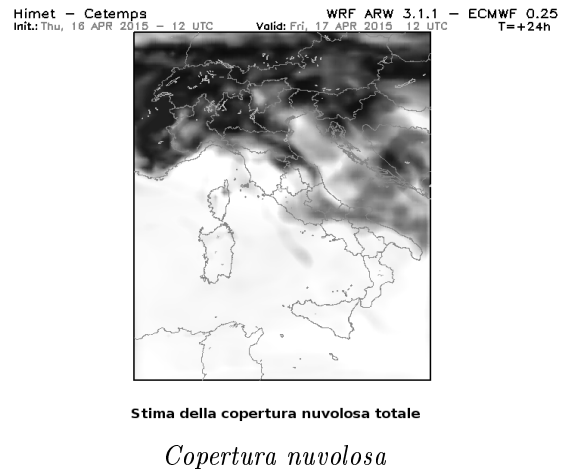 Himet – Cetemps WRF ARW 3.1.1 – ECMWF 0.25
Init.: Thu, 16 APR 2015 – 12 UTC Valid: Fri, 17 APR 2015 12 UTC T=+24h
Stima della copertura nuvolosa totale
Copertura nuvolosa